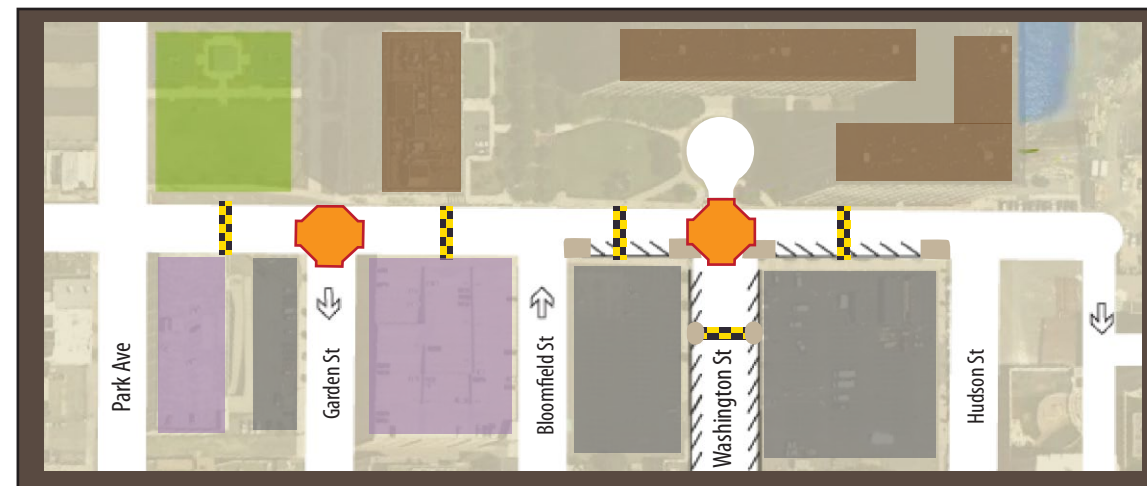 Park Ave
Garden St
Bloomfield St
Washington St
Hudson St